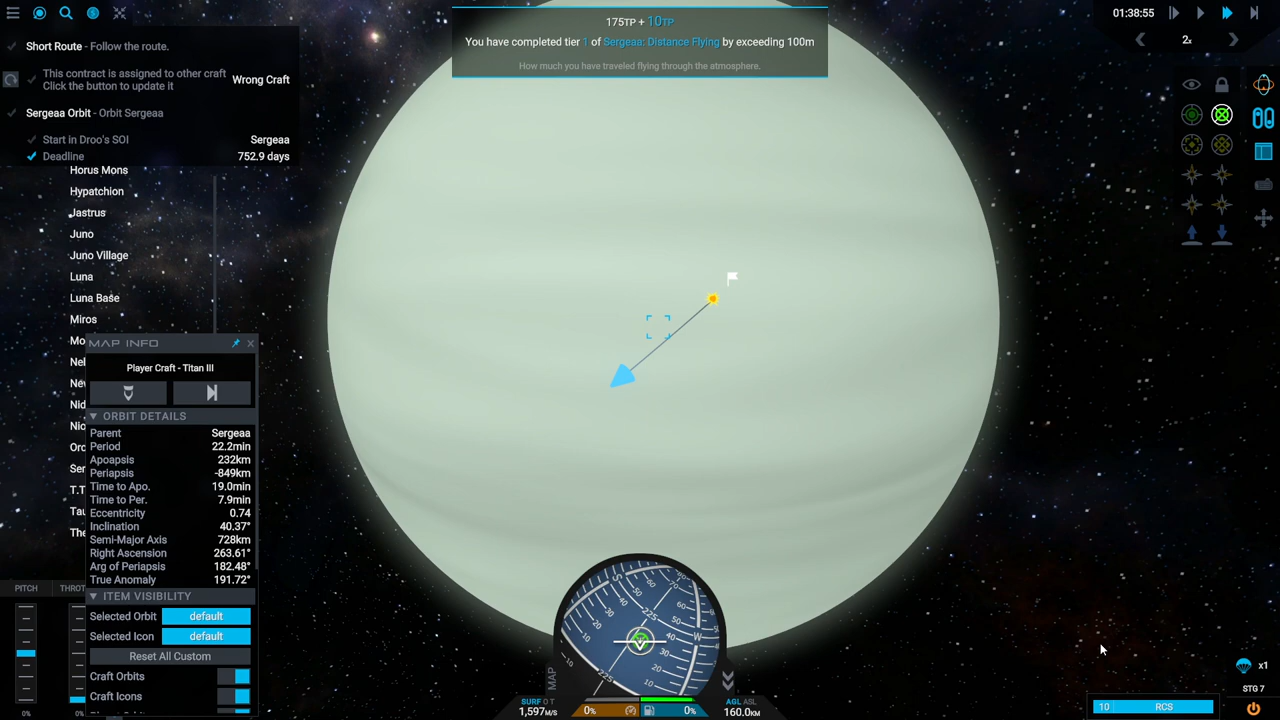 175TP + 10TP
You have completed tier 1 of Sergeaa: Distance Flying by exceeding 100m
How much you have traveled flying through the atmosphere.
01:38:55
2x
Short Route - Follow the route.
This contract is assigned to other craft
Click the button to update it
Wrong Craft
Sergeaa Orbit - Orbit Sergeaa
Start in Droo's SOI Sergeaa
Deadline 752.9 days
Horus Mons
Hypatchion
Jastrus
Juno
Juno Village
Luna
Luna Base
Miros
MAP INFO
Player Craft - Titan III
ORBIT DETAILS
Parent Sergeaa
Period 22.2min
Apoapsis 232km
Periapsis -849km
Time to Apo. 19.0min
Time to Per. 7.9min
Eccentricity 0.74
Inclination 40.37°
Semi-Major Axis 728km
Right Ascension 263.61°
Arg of Periapsis 182.48°
True Anomaly 191.72°
ITEM VISIBILITY
Selected Orbit default
Selected Icon default
Reset All Custom
Craft Orbits
Craft Icons
PITCH
0%
0%
MAP
SURF O T
1,597M/S
0%
0%
AGL ASL
160.0KM
x1
STG 7
10 RCS